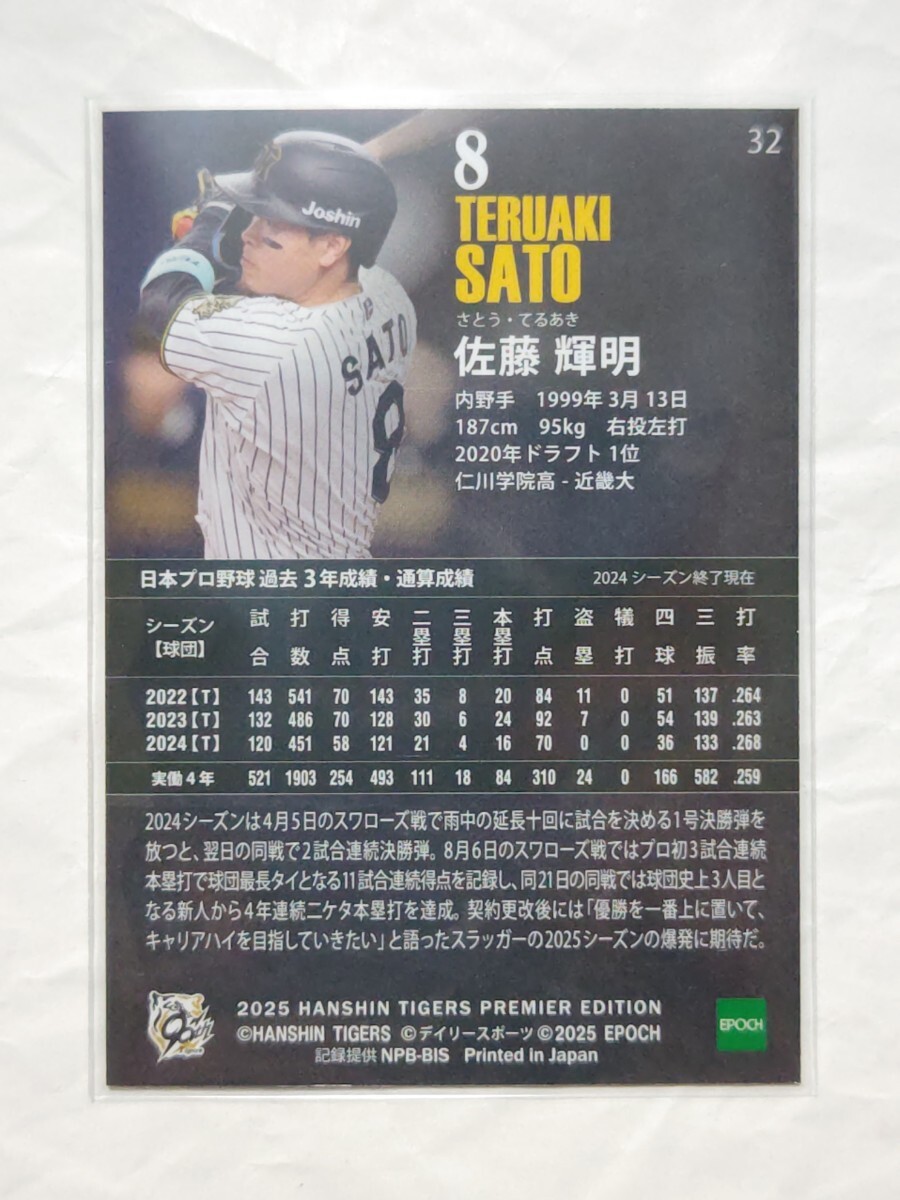 32
8
TERUAKI
SATO
さとう・てるあき
佐藤 輝明
内野手 1999年 3月 13日
187cm 95kg 右投左打
2020年ドラフト 1位
仁川学院高 - 近畿大
Joshin
SATO
8
日本プロ野球 過去 3年成績・通算成績 2024 シーズン終了現在
シーズン【球団】 試合 打数 得点 安打 二塁打 三塁打 本塁打 打点 盗塁 犠打 四球 三振 打率
2022【T】 143 541 70 143 35 8 20 84 11 0 51 137 .264
2023【T】 132 486 70 128 30 6 24 92 7 0 54 139 .263
2024【T】 120 451 58 121 21 4 16 70 0 0 36 133 .268
実働4年 521 1903 254 493 111 18 84 310 24 0 166 582 .259
2024シーズンは4月5日のスワローズ戦で雨中の延長十回に試合を決める1号決勝弾を
放つと、翌日の同戦で2試合連続決勝弾。8月6日のスワローズ戦ではプロ初3試合連続
本塁打で球団最長タイとなる11試合連続得点を記録し、同21日の同戦では球団史上3人目と
なる新人から4年連続二ケタ本塁打を達成。契約更改後には「優勝を一番上に置いて、
キャリアハイを目指していきたい」と語ったスラッガーの2025シーズンの爆発に期待だ。
2025 HANSHIN TIGERS PREMIER EDITION
©HANSHIN TIGERS ©デイリースポーツ ©2025 EPOCH
記録提供 NPB-BIS Printed in Japan
90th
EPOCH